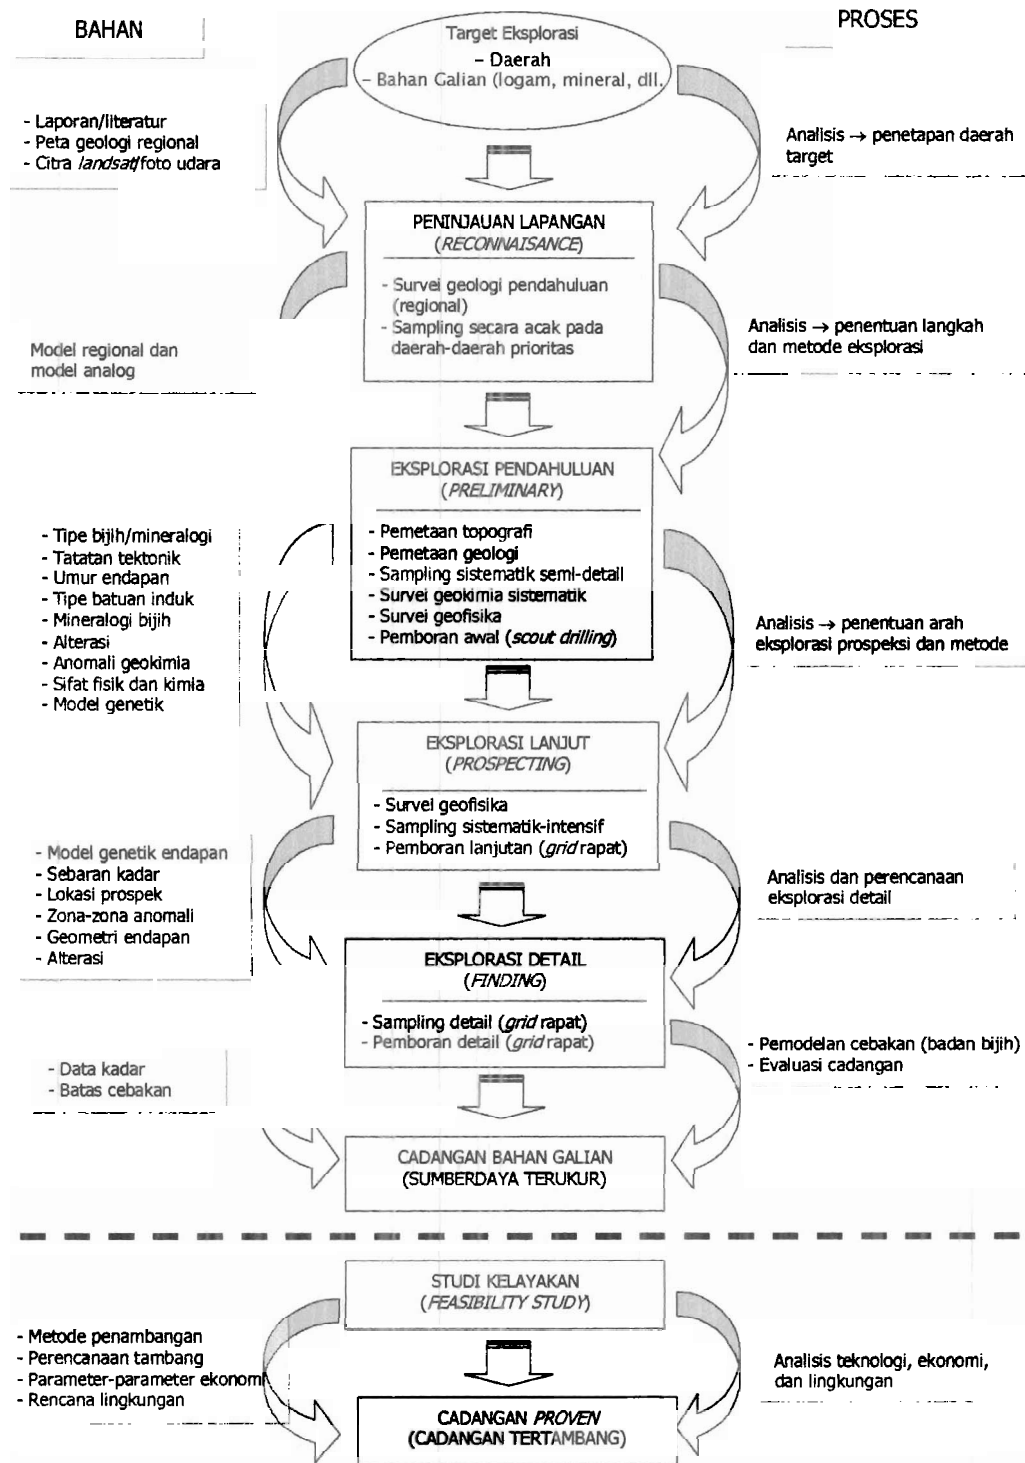 BAHAN
PROSES
Target Eksplorasi
– Daerah
– Bahan Galian (logam, mineral, dll.
- Laporan/literatur
- Peta geologi regional
- Citra landsat/foto udara
Analisis → penetapan daerah
target
PENINJAUAN LAPANGAN
(RECONNAISANCE)
- Survei geologi pendahuluan
(regional)
- Sampling secara acak pada
daerah-daerah prioritas
Model regional dan
model analog
Analisis → penentuan langkah
dan metode eksplorasi
EKSPLORASI PENDAHULUAN
(PRELIMINARY)
- Pemetaan topografi
- Pemetaan geologi
- Sampling sistematik semi-detail
- Survei geokimia sistematik
- Survei geofisika
- Pemboran awal (scout drilling)
- Tipe bijih/mineralogi
- Tatatan tektonik
- Umur endapan
- Tipe batuan induk
- Mineralogi bijih
- Alterasi
- Anomali geokimia
- Sifat fisik dan kimia
- Model genetik
Analisis → penentuan arah
eksplorasi prospeksi dan metode
EKSPLORASI LANJUT
(PROSPECTING)
- Survei geofisika
- Sampling sistematik-intensif
- Pemboran lanjutan (grid rapat)
- Model genetik endapan
- Sebaran kadar
- Lokasi prospek
- Zona-zona anomali
- Geometri endapan
- Alterasi
Analisis dan perencanaan
eksplorasi detail
EKSPLORASI DETAIL
(FINDING)
- Sampling detail (grid rapat)
- Pemboran detail (grid rapat)
- Data kadar
- Batas cebakan
- Pemodelan cebakan (badan bijih)
- Evaluasi cadangan
CADANGAN BAHAN GALIAN
(SUMBERDAYA TERUKUR)
STUDI KELAYAKAN
(FEASIBILITY STUDY)
- Metode penambangan
- Perencanaan tambang
- Parameter-parameter ekonomi
- Rencana lingkungan
Analisis teknologi, ekonomi,
dan lingkungan
CADANGAN PROVEN
(CADANGAN TERTAMBANG)